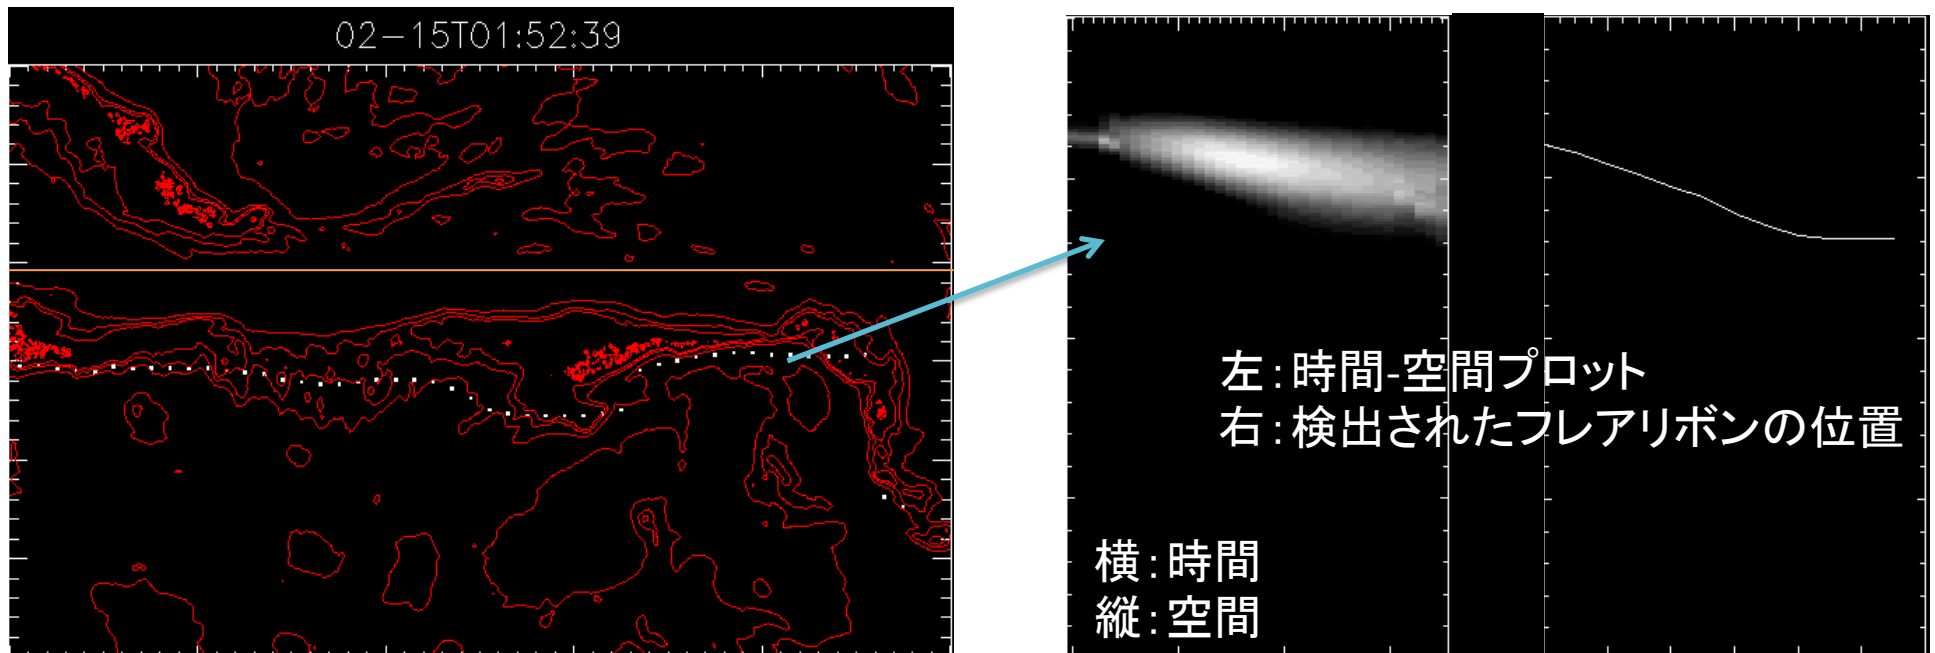 02-15T01:52:39
左：時間-空間プロット
右：検出されたフレアリボンの位置
横：時間
縦：空間